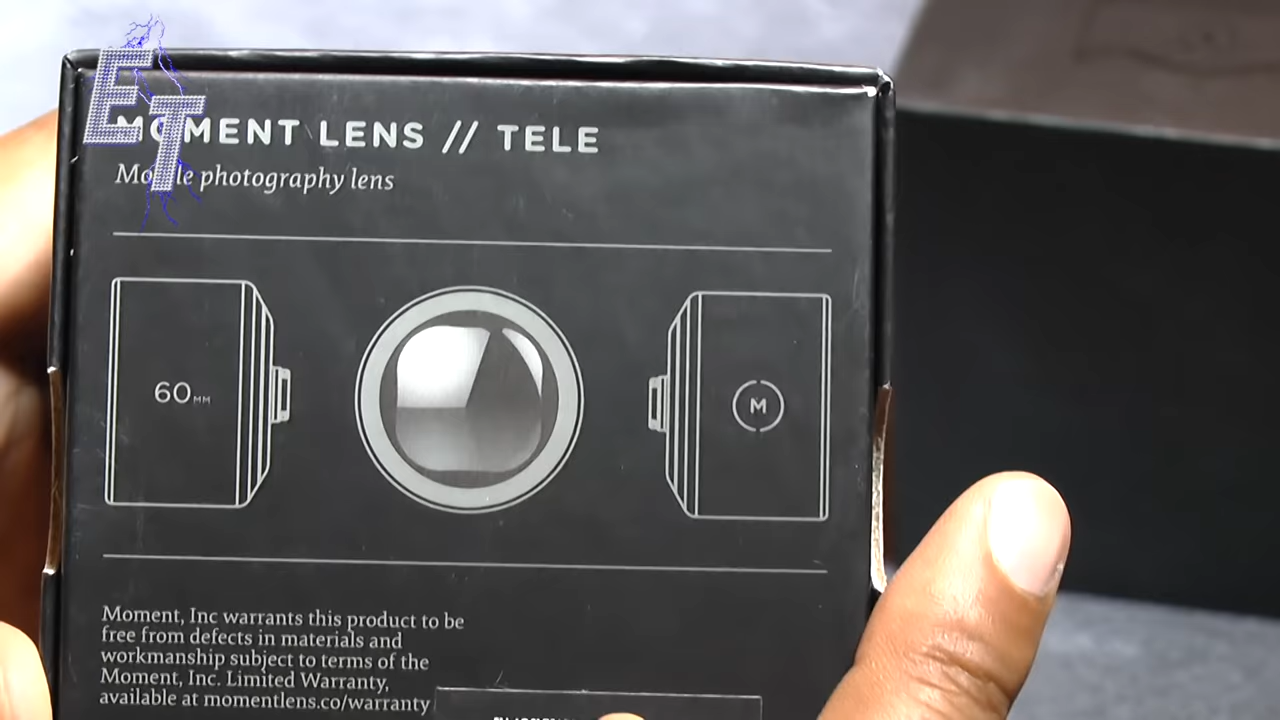 ET
MOMENT LENS // TELE
Mobile photography lens
60MM
M
Moment, Inc warrants this product to be
free from defects in materials and
workmanship subject to terms of the
Moment, Inc. Limited Warranty,
available at momentlens.co/warranty